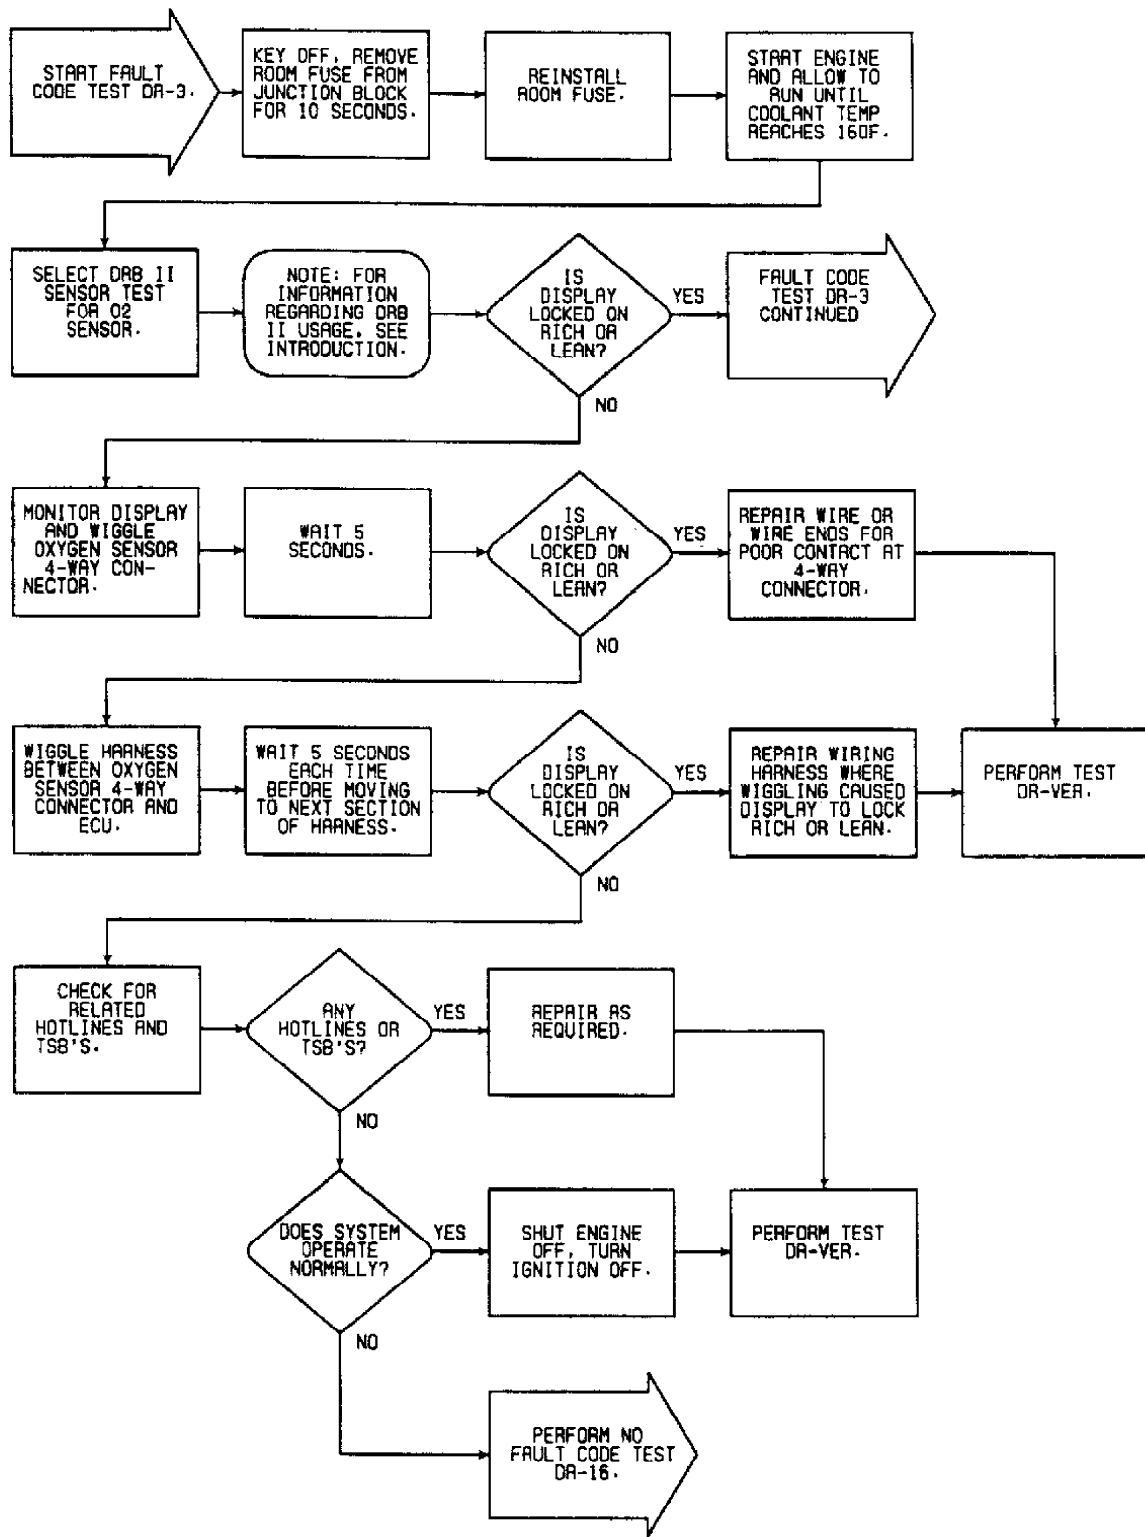 START FAULT
CODE TEST DR-3.
KEY OFF, REMOVE
ROOM FUSE FROM
JUNCTION BLOCK
FOR 10 SECONDS.
REINSTALL
ROOM FUSE.
START ENGINE
AND ALLOW TO
RUN UNTIL
COOLANT TEMP
REACHES 160F.
SELECT DRB II
SENSOR TEST
FOR O2
SENSOR.
NOTE: FOR
INFORMATION
REGARDING DRB
II USAGE, SEE
INTRODUCTION.
IS
DISPLAY
LOCKED ON
RICH OR
LEAN?
YES
NO
FAULT CODE
TEST DR-3
CONTINUED
MONITOR DISPLAY
AND WIGGLE
OXYGEN SENSOR
4-WAY CON-
NECTOR.
WAIT 5
SECONDS.
IS
DISPLAY
LOCKED ON
RICH OR
LEAN?
YES
NO
REPAIR WIRE OR
WIRE ENDS FOR
POOR CONTACT AT
4-WAY
CONNECTOR.
WIGGLE HARNESS
BETWEEN OXYGEN
SENSOR 4-WAY
CONNECTOR AND
ECU.
WAIT 5 SECONDS
EACH TIME
BEFORE MOVING
TO NEXT SECTION
OF HARNESS.
IS
DISPLAY
LOCKED ON
RICH OR
LEAN?
YES
NO
REPAIR WIRING
HARNESS WHERE
WIGGLING CAUSED
DISPLAY TO LOCK
RICH OR LEAN.
PERFORM TEST
DR-VER.
CHECK FOR
RELATED
HOTLINES AND
TSB'S.
ANY
HOTLINES OR
TSB'S?
YES
NO
REPAIR AS
REQUIRED.
DOES SYSTEM
OPERATE
NORMALLY?
YES
NO
SHUT ENGINE
OFF, TURN
IGNITION OFF.
PERFORM TEST
DR-VER.
PERFORM NO
FAULT CODE TEST
DR-16.